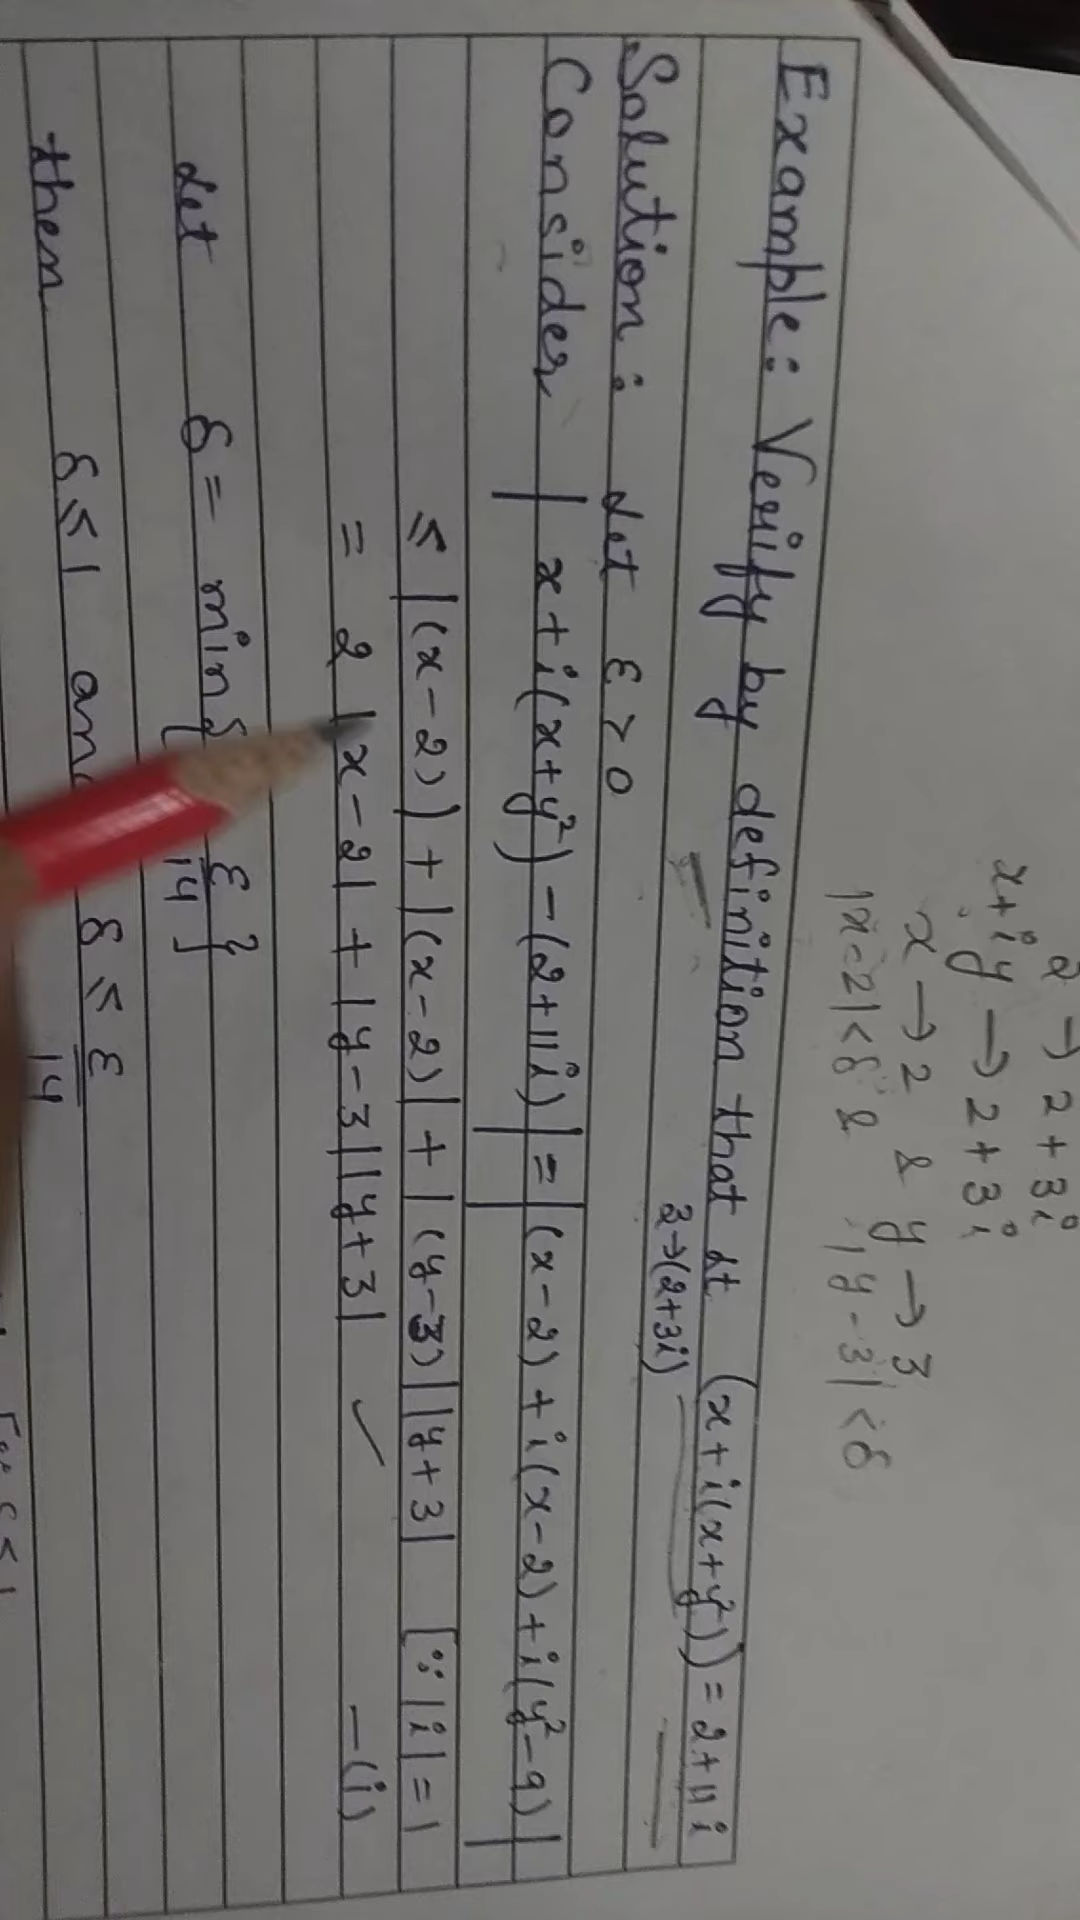 2 → 2+3i
x+iy → 2+3i
x → 2 & y → 3
|x-2| < δ & |y-3| < δ
Example: Verify by definition that lt (x+i(x+y²)) = 2+11i
z→(2+3i)
Solution: Let ε > 0
Consider | x+i(x+y²) - (2+11i) | = | (x-2) + i(x-2) + i(y²-9) |
≤ |(x-2)| + |(x-2)| + |(y-3)||y+3| [∵ |i| = 1
= 2 |x-2| + |y-3||y+3| ✓ -(i)
Let δ = min { ε/14 }
then δ ≤ 1 an δ ≤ ε/14